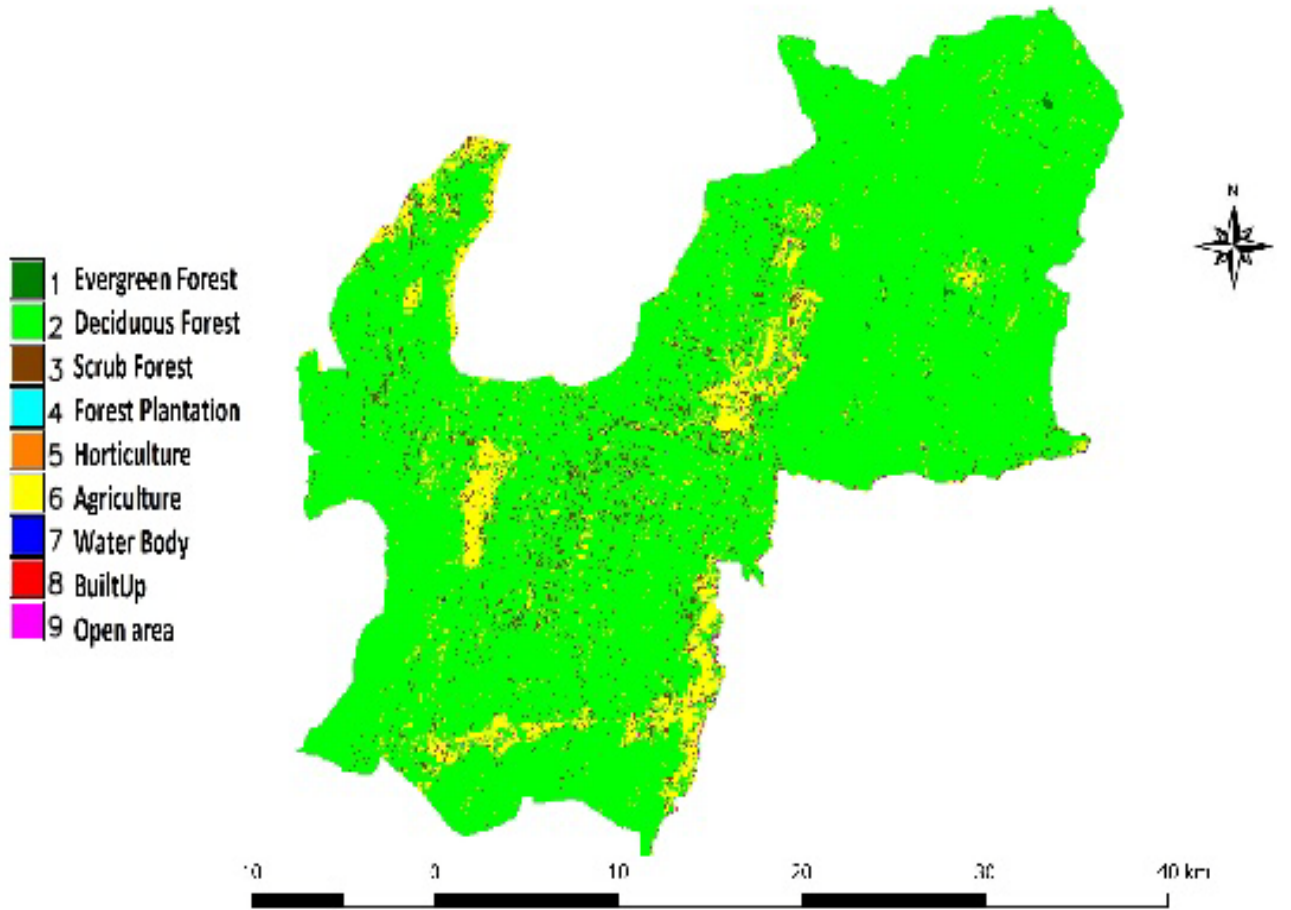 N
1 Evergreen Forest
2 Deciduous Forest
3 Scrub Forest
4 Forest Plantation
5 Horticulture
6 Agriculture
7 Water Body
8 BuiltUp
9 Open area
10 0 10 20 30 40 km